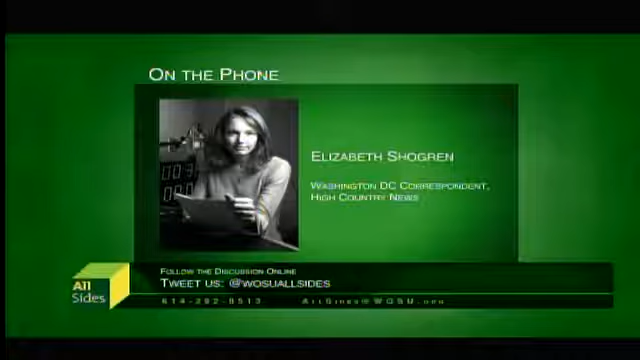 On the Phone
Elizabeth Shogren
Washington DC Correspondent,
High Country News
Follow the Discussion Online
Tweet us: @wosuallsides
All
Sides
614-292-8513 AllSides@WOSU.org